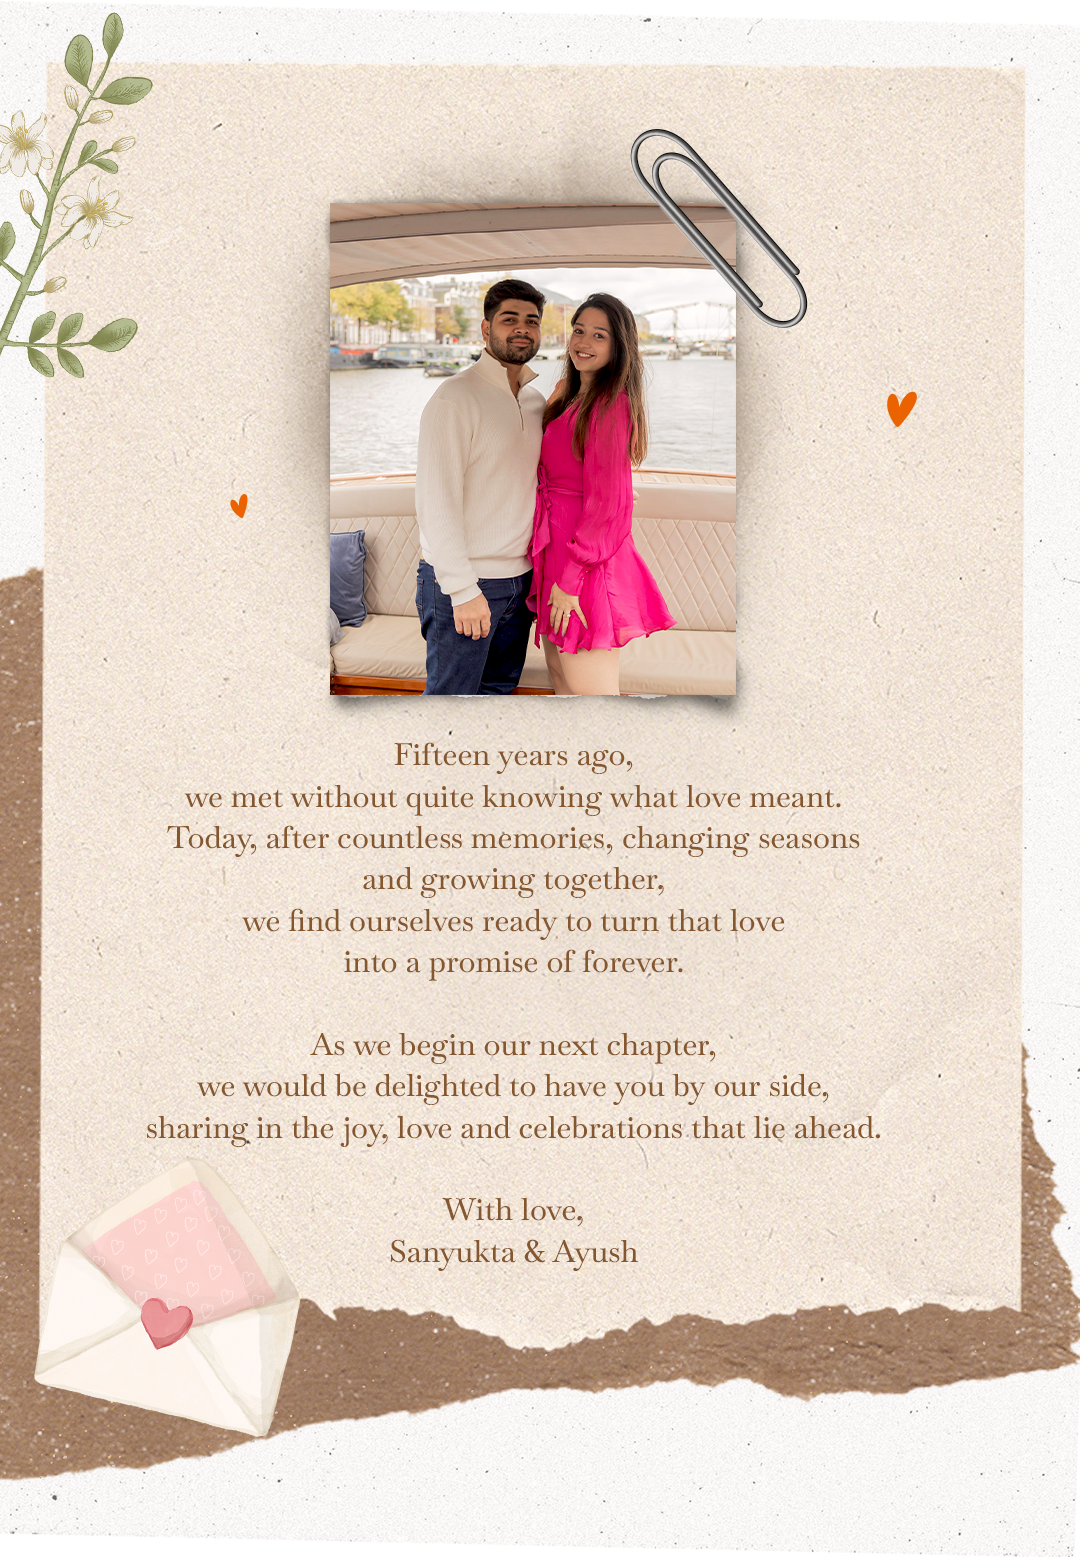 Fifteen years ago,
we met without quite knowing what love meant.
Today, after countless memories, changing seasons
and growing together,
we find ourselves ready to turn that love
into a promise of forever.
As we begin our next chapter,
we would be delighted to have you by our side,
sharing in the joy, love and celebrations that lie ahead.
With love,
Sanyukta & Ayush